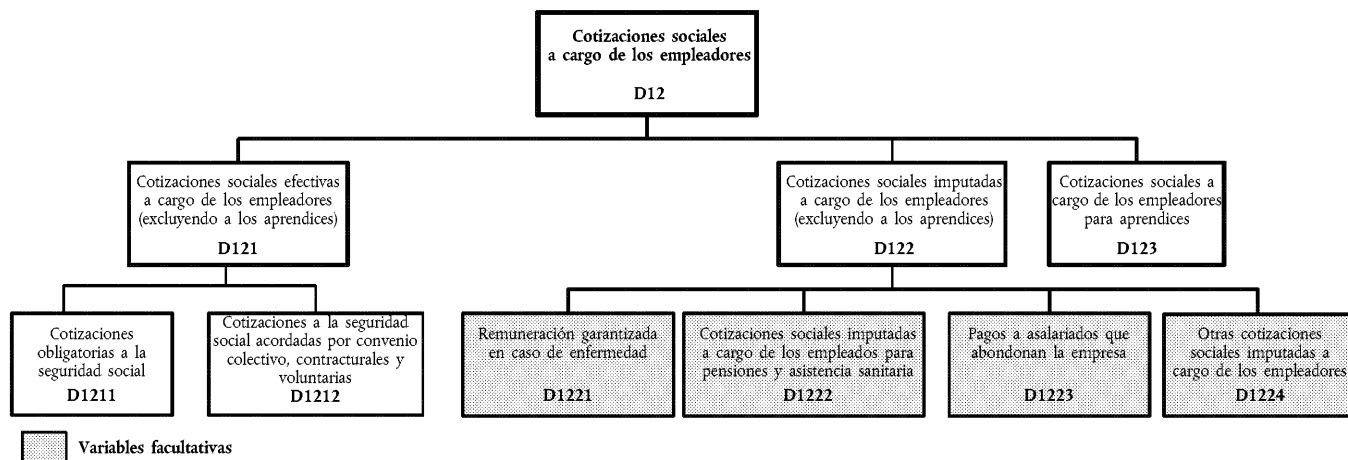 Cotizaciones sociales
a cargo de los empleadores
D12
Cotizaciones sociales efectivas
a cargo de los empleadores
(excluyendo a los aprendices)
D121
Cotizaciones sociales imputadas
a cargo de los empleadores
(excluyendo a los aprendices)
D122
Cotizaciones sociales a
cargo de los empleadores
para aprendices
D123
Cotizaciones
obligatorias a la
seguridad social
D1211
Cotizaciones a la seguridad
social acordadas por convenio
colectivo, contracturales y
voluntarias
D1212
Remuneración garantizada
en caso de enfermedad
D1221
Cotizaciones sociales imputadas
a cargo de los empleados para
pensiones y asistencia sanitaria
D1222
Pagos a asalariados que
abondonan la empresa
D1223
Otras cotizaciones
sociales imputadas a
cargo de los empleadores
D1224
Variables facultativas